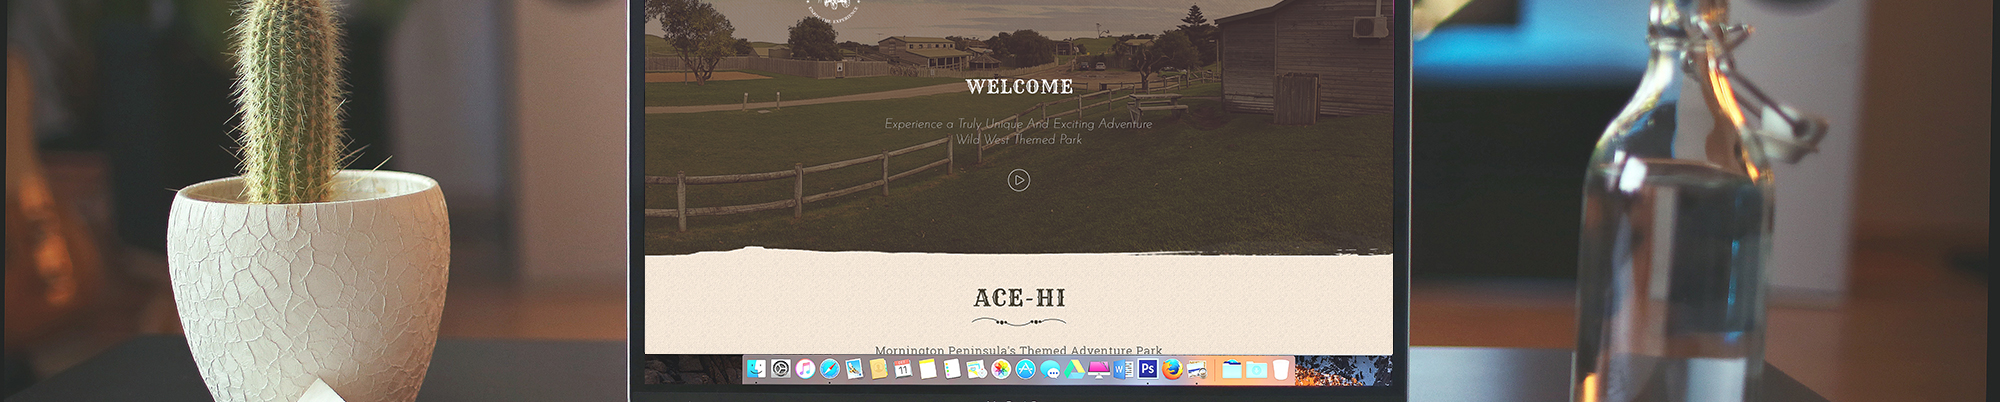 WELCOME
Experience a Truly Unique And Exciting Adventure
Wild West Themed Park
ACE-HI
Mornington Peninsula's Themed Adventure Park
11
W
Ps